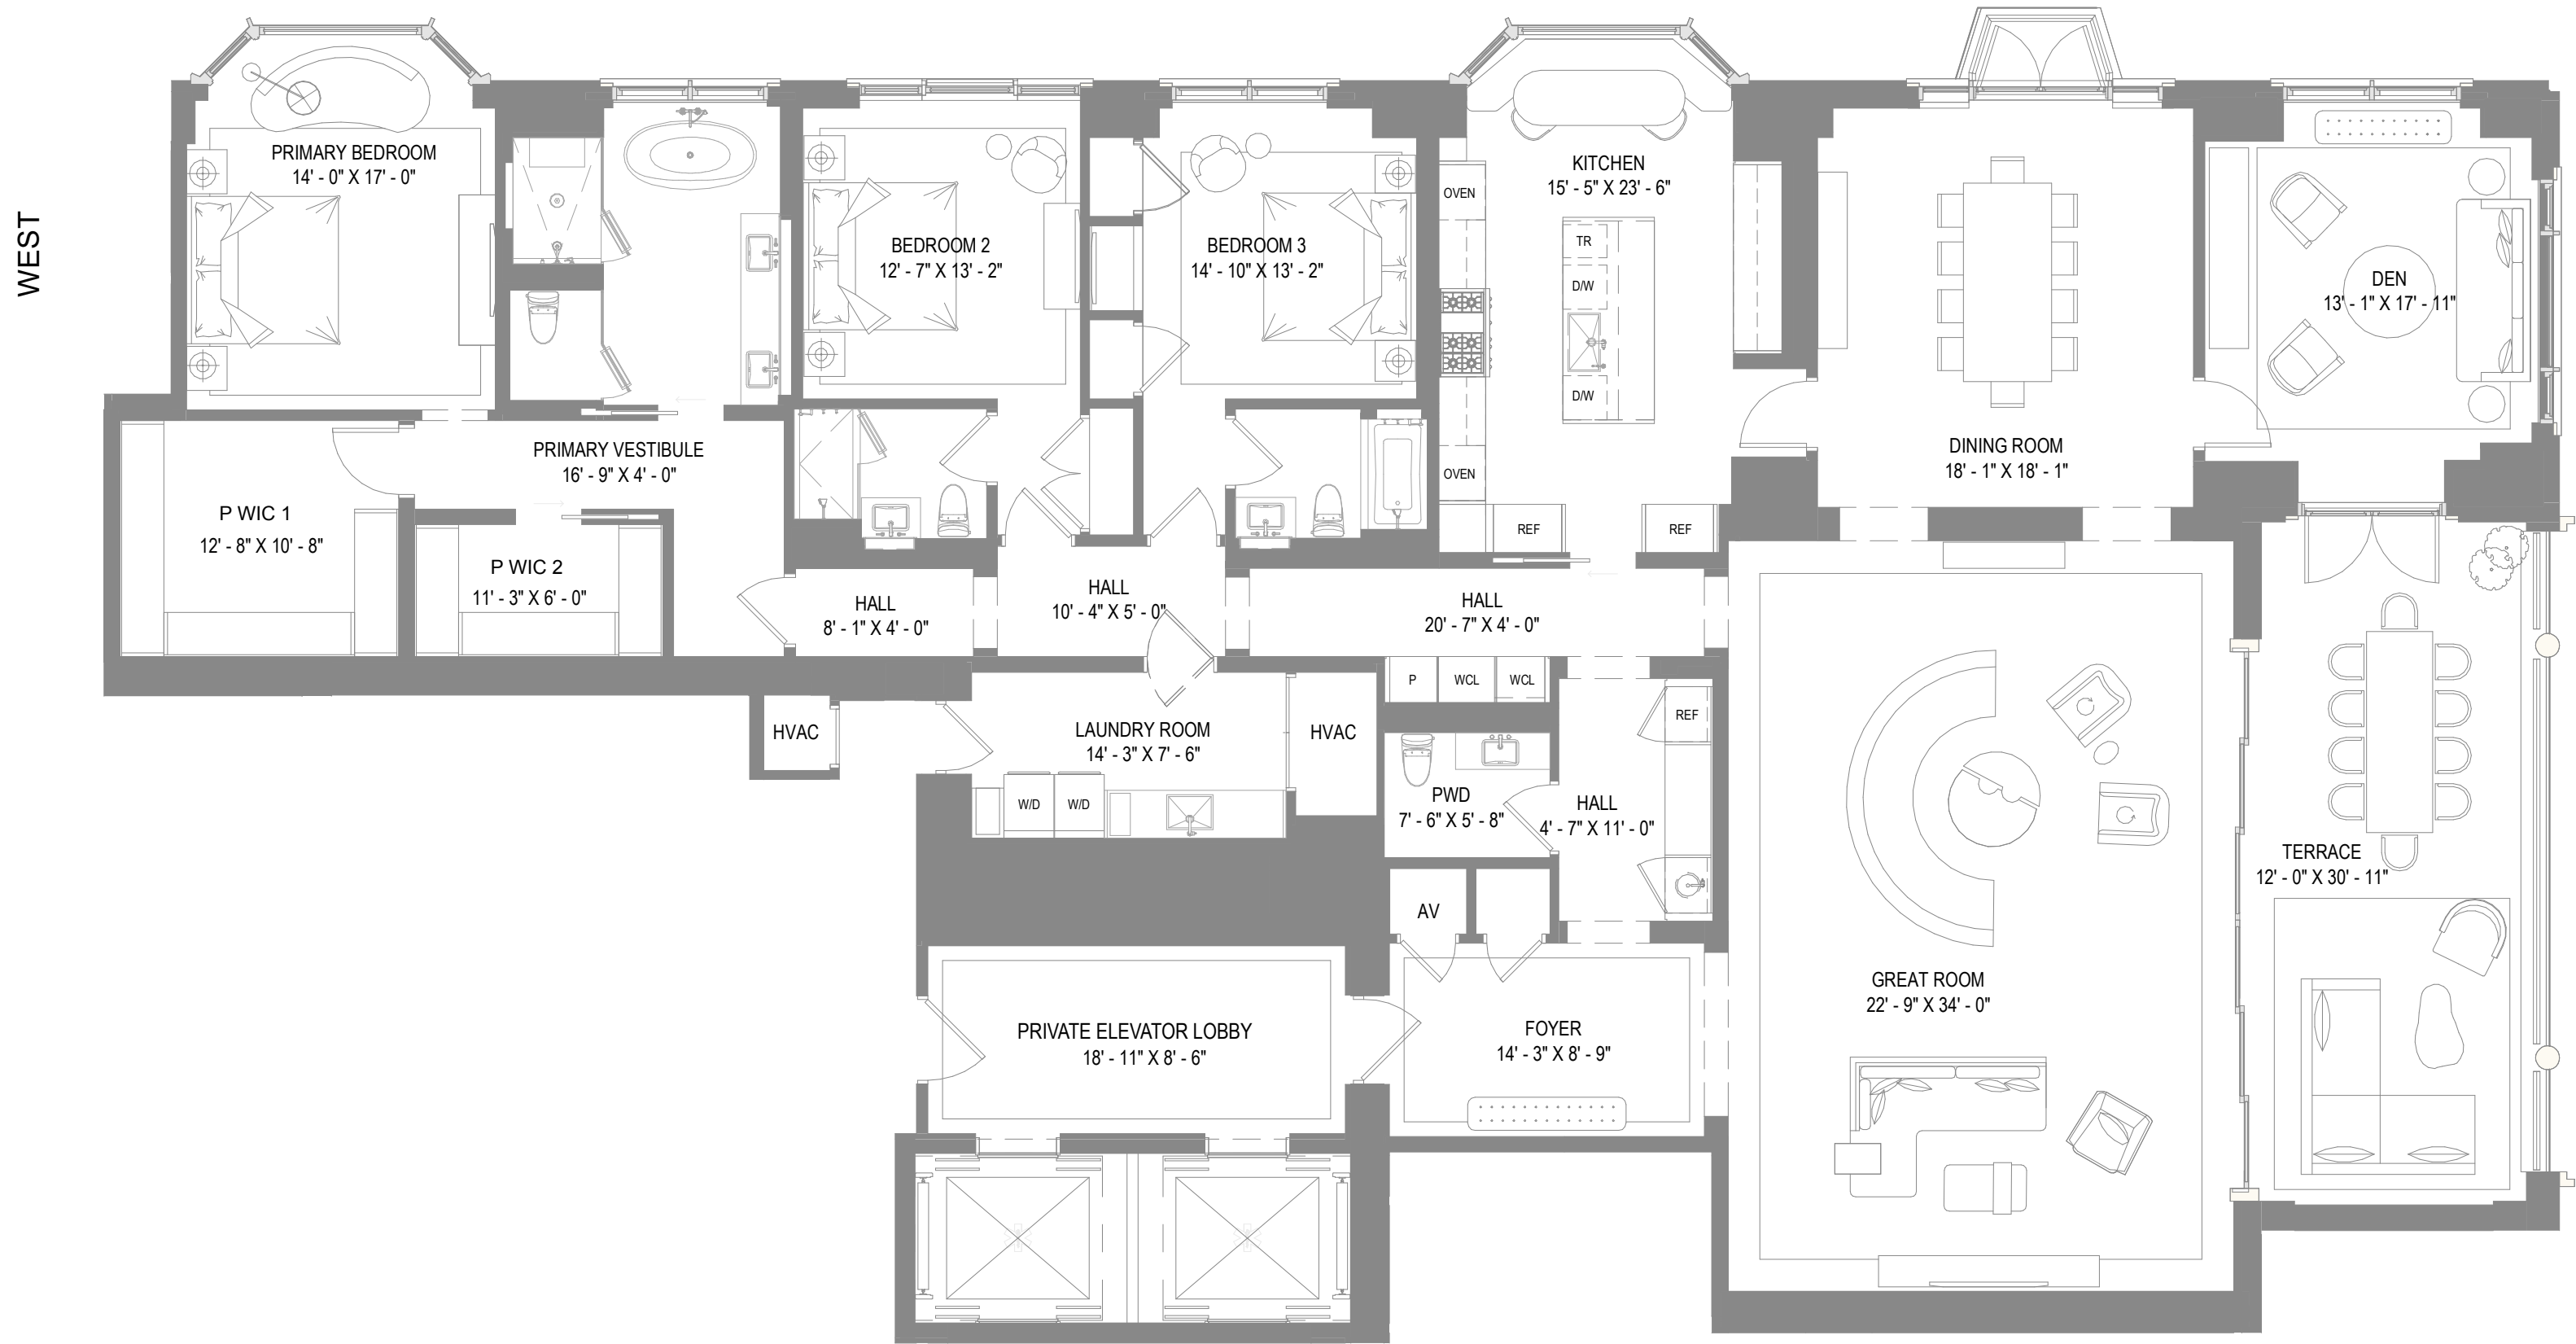 WEST
PRIMARY BEDROOM
14' - 0" X 17' - 0"
BEDROOM 2
12' - 7" X 13' - 2"
BEDROOM 3
14' - 10" X 13' - 2"
KITCHEN
15' - 5" X 23' - 6"
OVEN
TR
D/W
D/W
OVEN
REF
REF
DINING ROOM
18' - 1" X 18' - 1"
DEN
13' - 1" X 17' - 11"
PRIMARY VESTIBULE
16' - 9" X 4' - 0"
P WIC 1
12' - 8" X 10' - 8"
P WIC 2
11' - 3" X 6' - 0"
HALL
8' - 1" X 4' - 0"
HALL
10' - 4" X 5' - 0"
HALL
20' - 7" X 4' - 0"
P
WCL
WCL
REF
HVAC
LAUNDRY ROOM
14' - 3" X 7' - 6"
HVAC
W/D
W/D
PWD
7' - 6" X 5' - 8"
HALL
4' - 7" X 11' - 0"
AV
TERRACE
12' - 0" X 30' - 11"
GREAT ROOM
22' - 9" X 34' - 0"
PRIVATE ELEVATOR LOBBY
18' - 11" X 8' - 6"
FOYER
14' - 3" X 8' - 9"